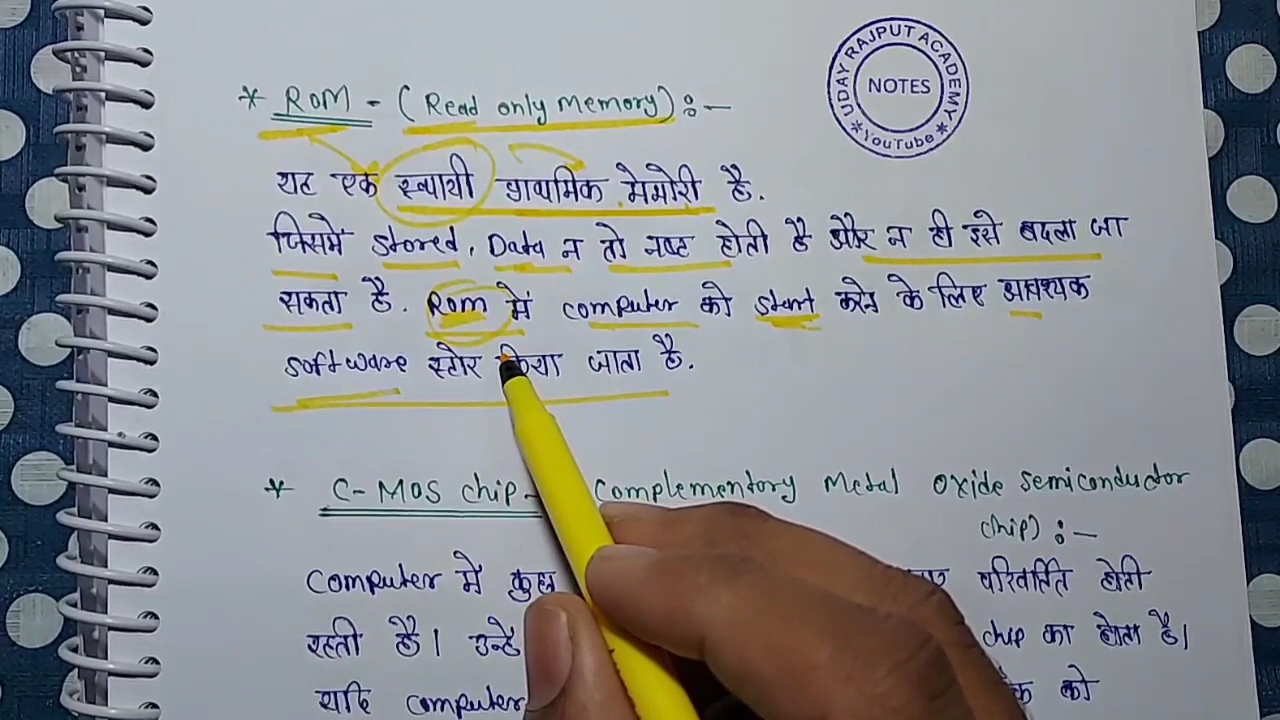 * ROM - (Read only memory) :-
यह एक स्थायी प्राथमिक मेमोरी है.
जिसमें stored, Data न तो नष्ट होती है और न ही इसे बदला जा
सकता है. Rom में computer को start करने के लिए आवश्यक
software स्टोर किया जाता है.
* C-MOS chip - Complementory Metal oxide semiconductor
chip) :-
computer में कुछ परिवर्तित होती
रहती है। उन्हें chip का होता है।
यदि computer को
UDAY RAJPUT ACADEMY
NOTES
YouTube